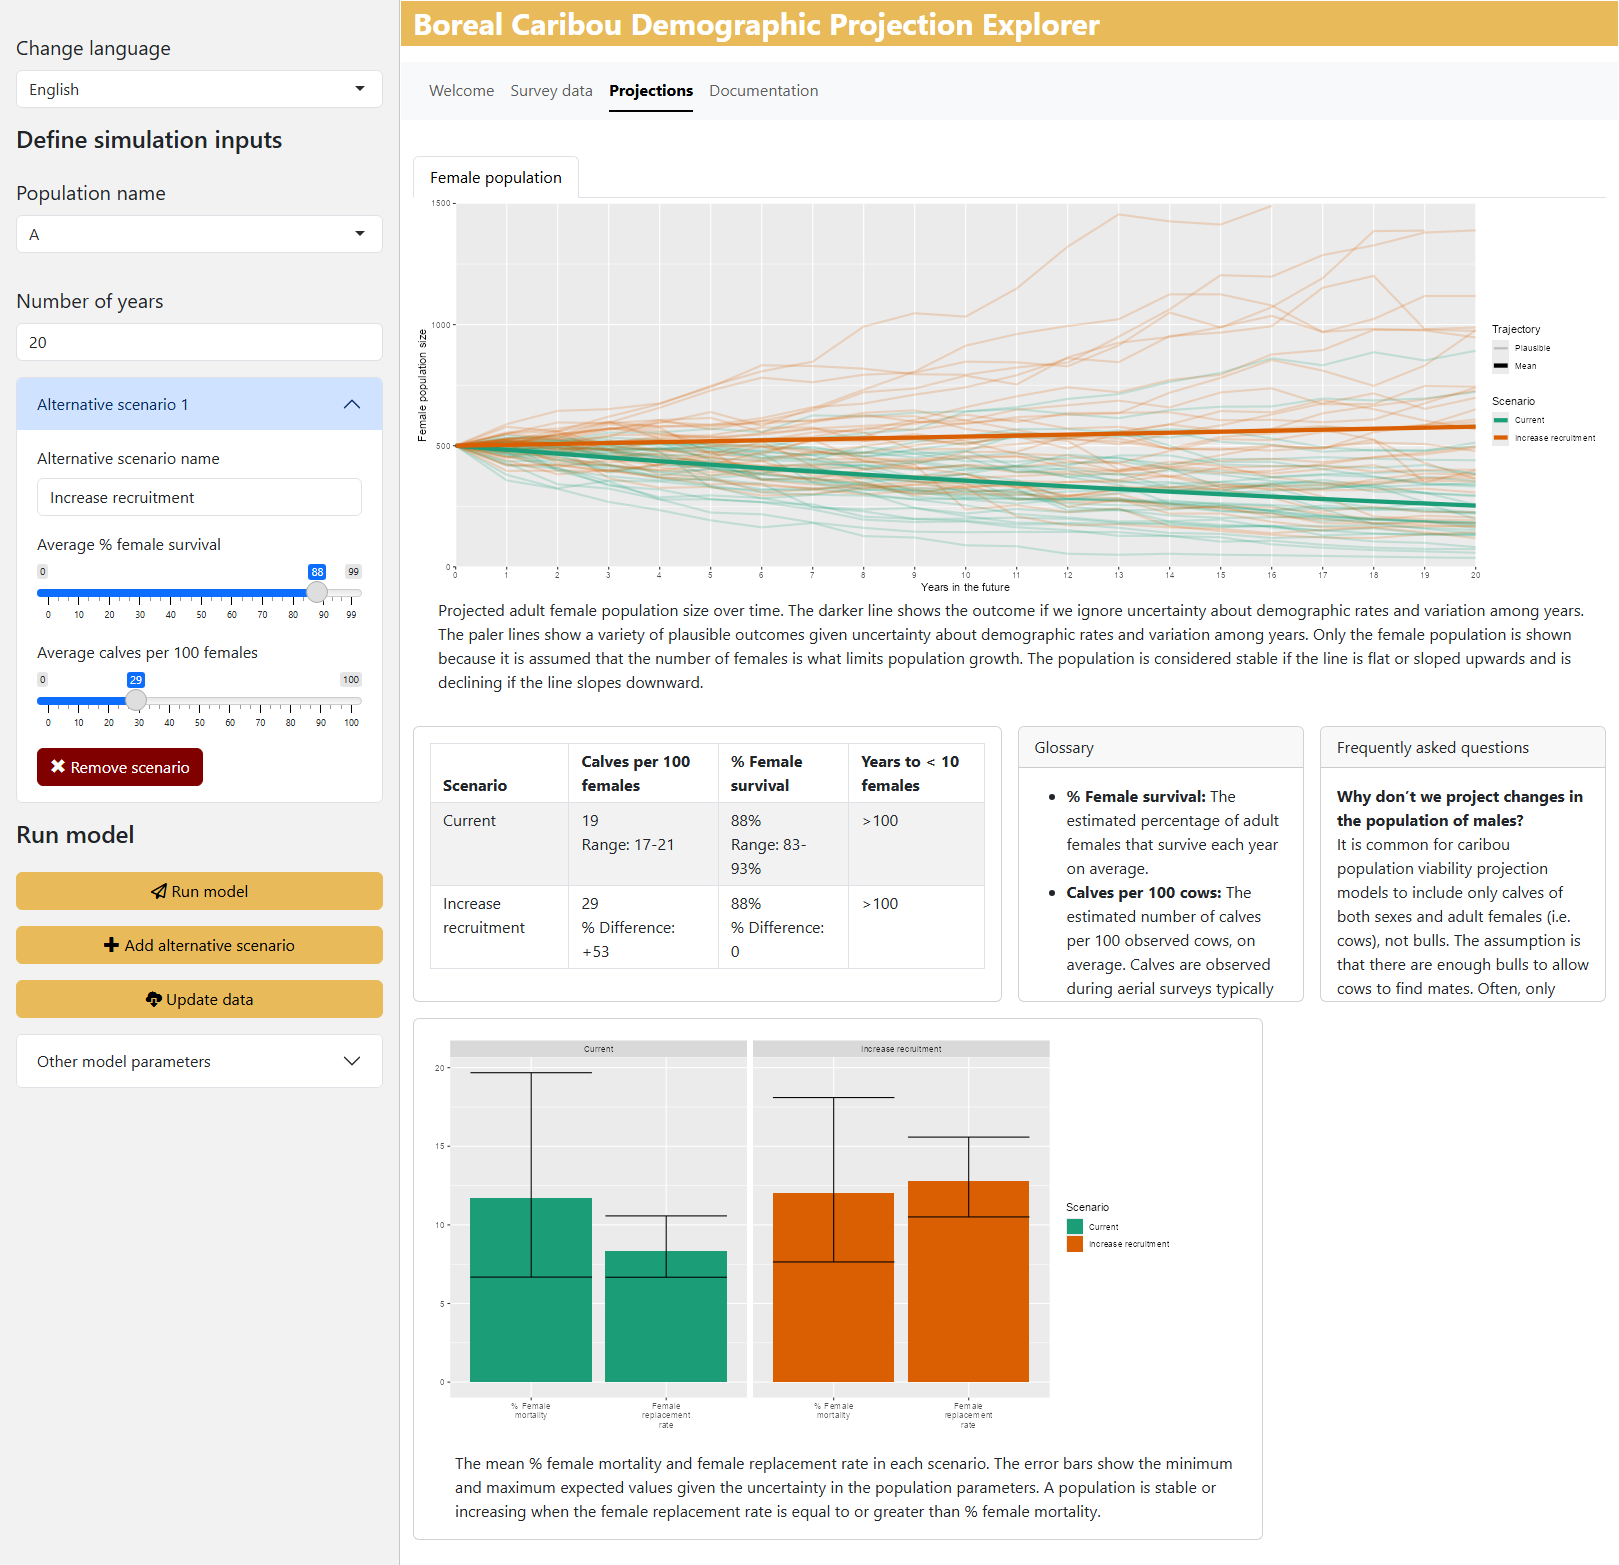 Change language
English
Define simulation inputs
Population name
A
Number of years
20
Alternative scenario 1
Alternative scenario name
Increase recruitment
Average % female survival
0 88 99
0 10 20 30 40 50 60 70 80 90 99
Average calves per 100 females
0 29 100
0 10 20 30 40 50 60 70 80 90 100
Remove scenario
Run model
Run model
Add alternative scenario
Update data
Other model parameters
Boreal Caribou Demographic Projection Explorer
Welcome Survey data Projections Documentation
Female population
1500
1000
500
0
Female population size
0 1 2 3 4 5 6 7 8 9 10 11 12 13 14 15 16 17 18 19 20
Years in the future
Trajectory
Plausible
Mean
Scenario
Current
Increase recruitment
Projected adult female population size over time. The darker line shows the outcome if we ignore uncertainty about demographic rates and variation among years.
The paler lines show a variety of plausible outcomes given uncertainty about demographic rates and variation among years. Only the female population is shown
because it is assumed that the number of females is what limits population growth. The population is considered stable if the line is flat or sloped upwards and is
declining if the line slopes downward.
Scenario
Calves per 100
females
% Female
survival
Years to < 10
females
Current
19
Range: 17-21
88%
Range: 83-
93%
>100
Increase
recruitment
29
% Difference:
+53
88%
% Difference:
0
>100
Glossary
• % Female survival: The
estimated percentage of adult
females that survive each year
on average.
• Calves per 100 cows: The
estimated number of calves
per 100 observed cows, on
average. Calves are observed
during aerial surveys typically
Frequently asked questions
Why don't we project changes in
the population of males?
It is common for caribou
population viability projection
models to include only calves of
both sexes and adult females (i.e.
cows), not bulls. The assumption is
that there are enough bulls to allow
cows to find mates. Often, only
Current
Increase recruitment
20
15
10
5
0
% Female
mortality
Female
replacement
rate
% Female
mortality
Female
replacement
rate
Scenario
Current
Increase recruitment
The mean % female mortality and female replacement rate in each scenario. The error bars show the minimum
and maximum expected values given the uncertainty in the population parameters. A population is stable or
increasing when the female replacement rate is equal to or greater than % female mortality.